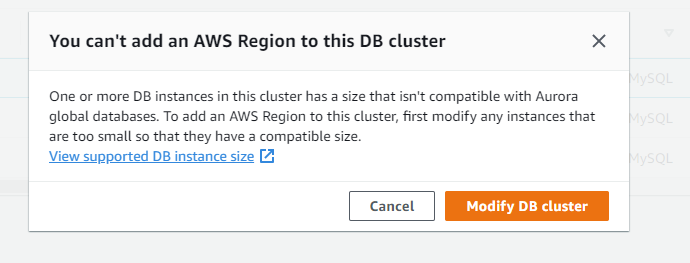 You can't add an AWS Region to this DB cluster
MySQL
One or more DB instances in this cluster has a size that isn't compatible with Aurora
global databases. To add an AWS Region to this cluster, first modify any instances that
are too small so that they have a compatible size.
View supported DB instance size
MySQL
MySQL
Cancel
Modify DB cluster